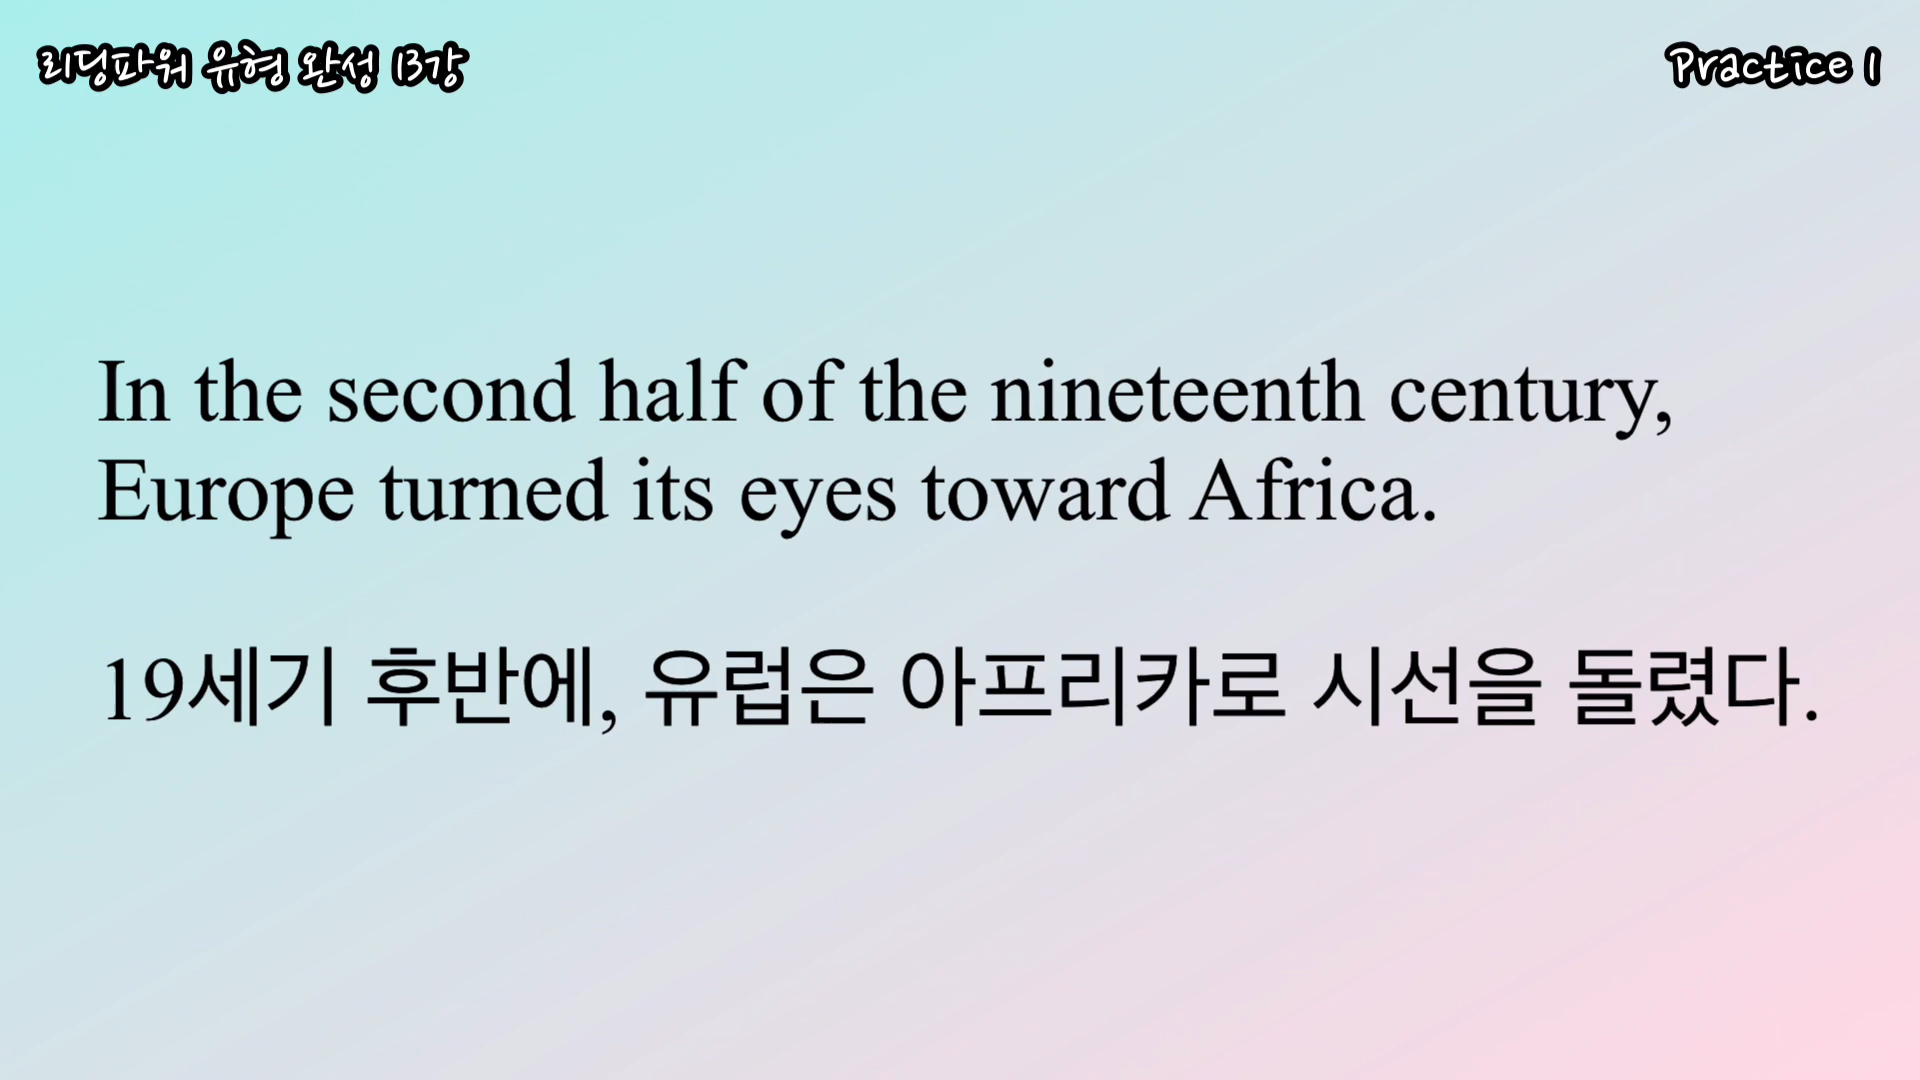 리딩파워 유형 완성 13강
Practice 1
In the second half of the nineteenth century,
Europe turned its eyes toward Africa.
19세기 후반에, 유럽은 아프리카로 시선을 돌렸다.